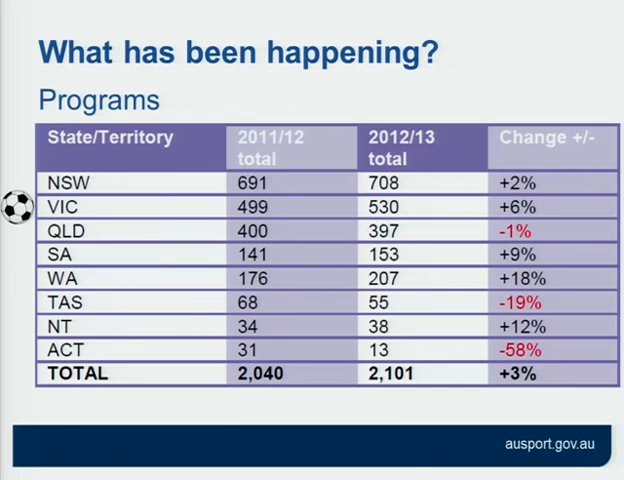 What has been happening?
Programs
State/Territory 2011/12 total 2012/13 total Change +/-
NSW 691 708 +2%
VIC 499 530 +6%
QLD 400 397 -1%
SA 141 153 +9%
WA 176 207 +18%
TAS 68 55 -19%
NT 34 38 +12%
ACT 31 13 -58%
TOTAL 2,040 2,101 +3%
ausport.gov.au